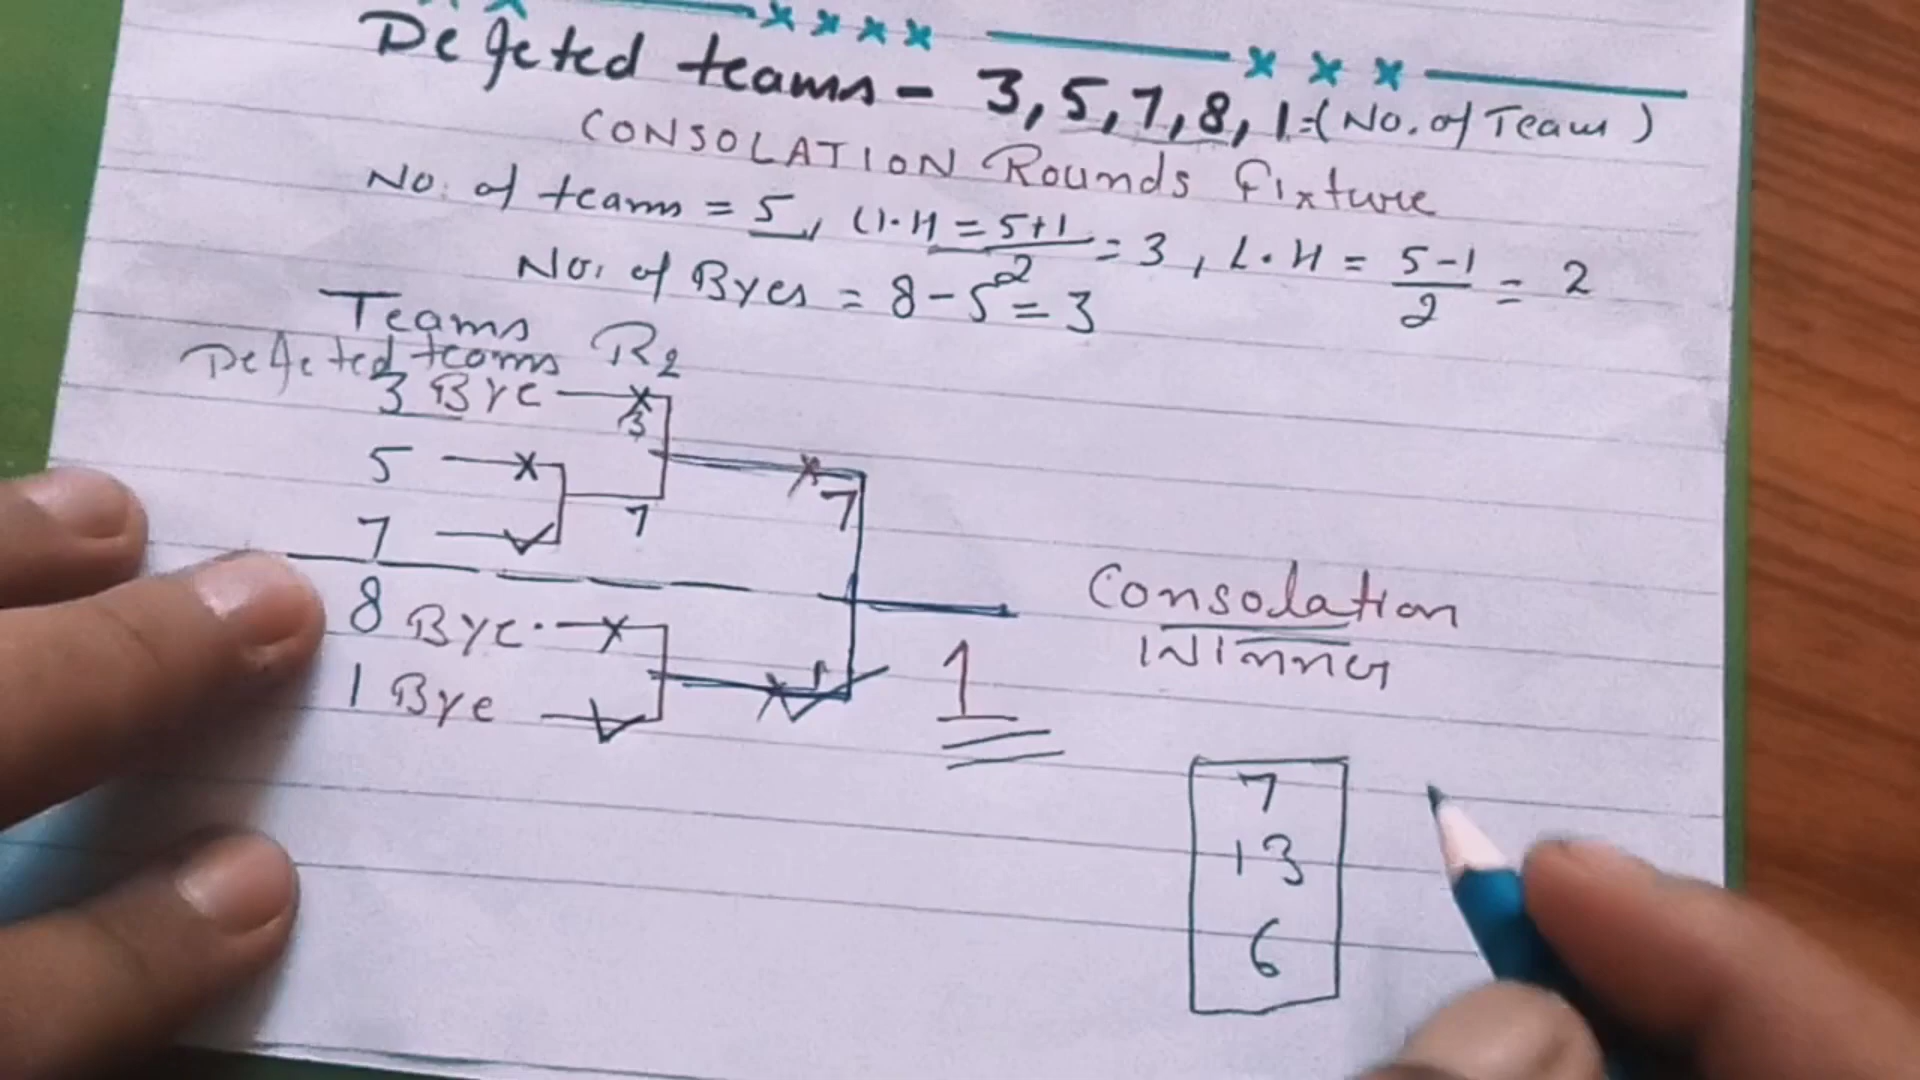 Defeted teams - 3, 5, 7, 8, 1 = (No. of Team)
CONSOLATION Rounds Fixture
No. of teams = 5, U.H = 5+1/2 = 3, L.H = 5-1/2 = 2
No. of Byes = 8-5 = 3
Teams
Defeted teams R2
3 Bye 3
5
7 7
7
8 Bye.
1 Bye
1
1
Consolation
Winner
7
13
6